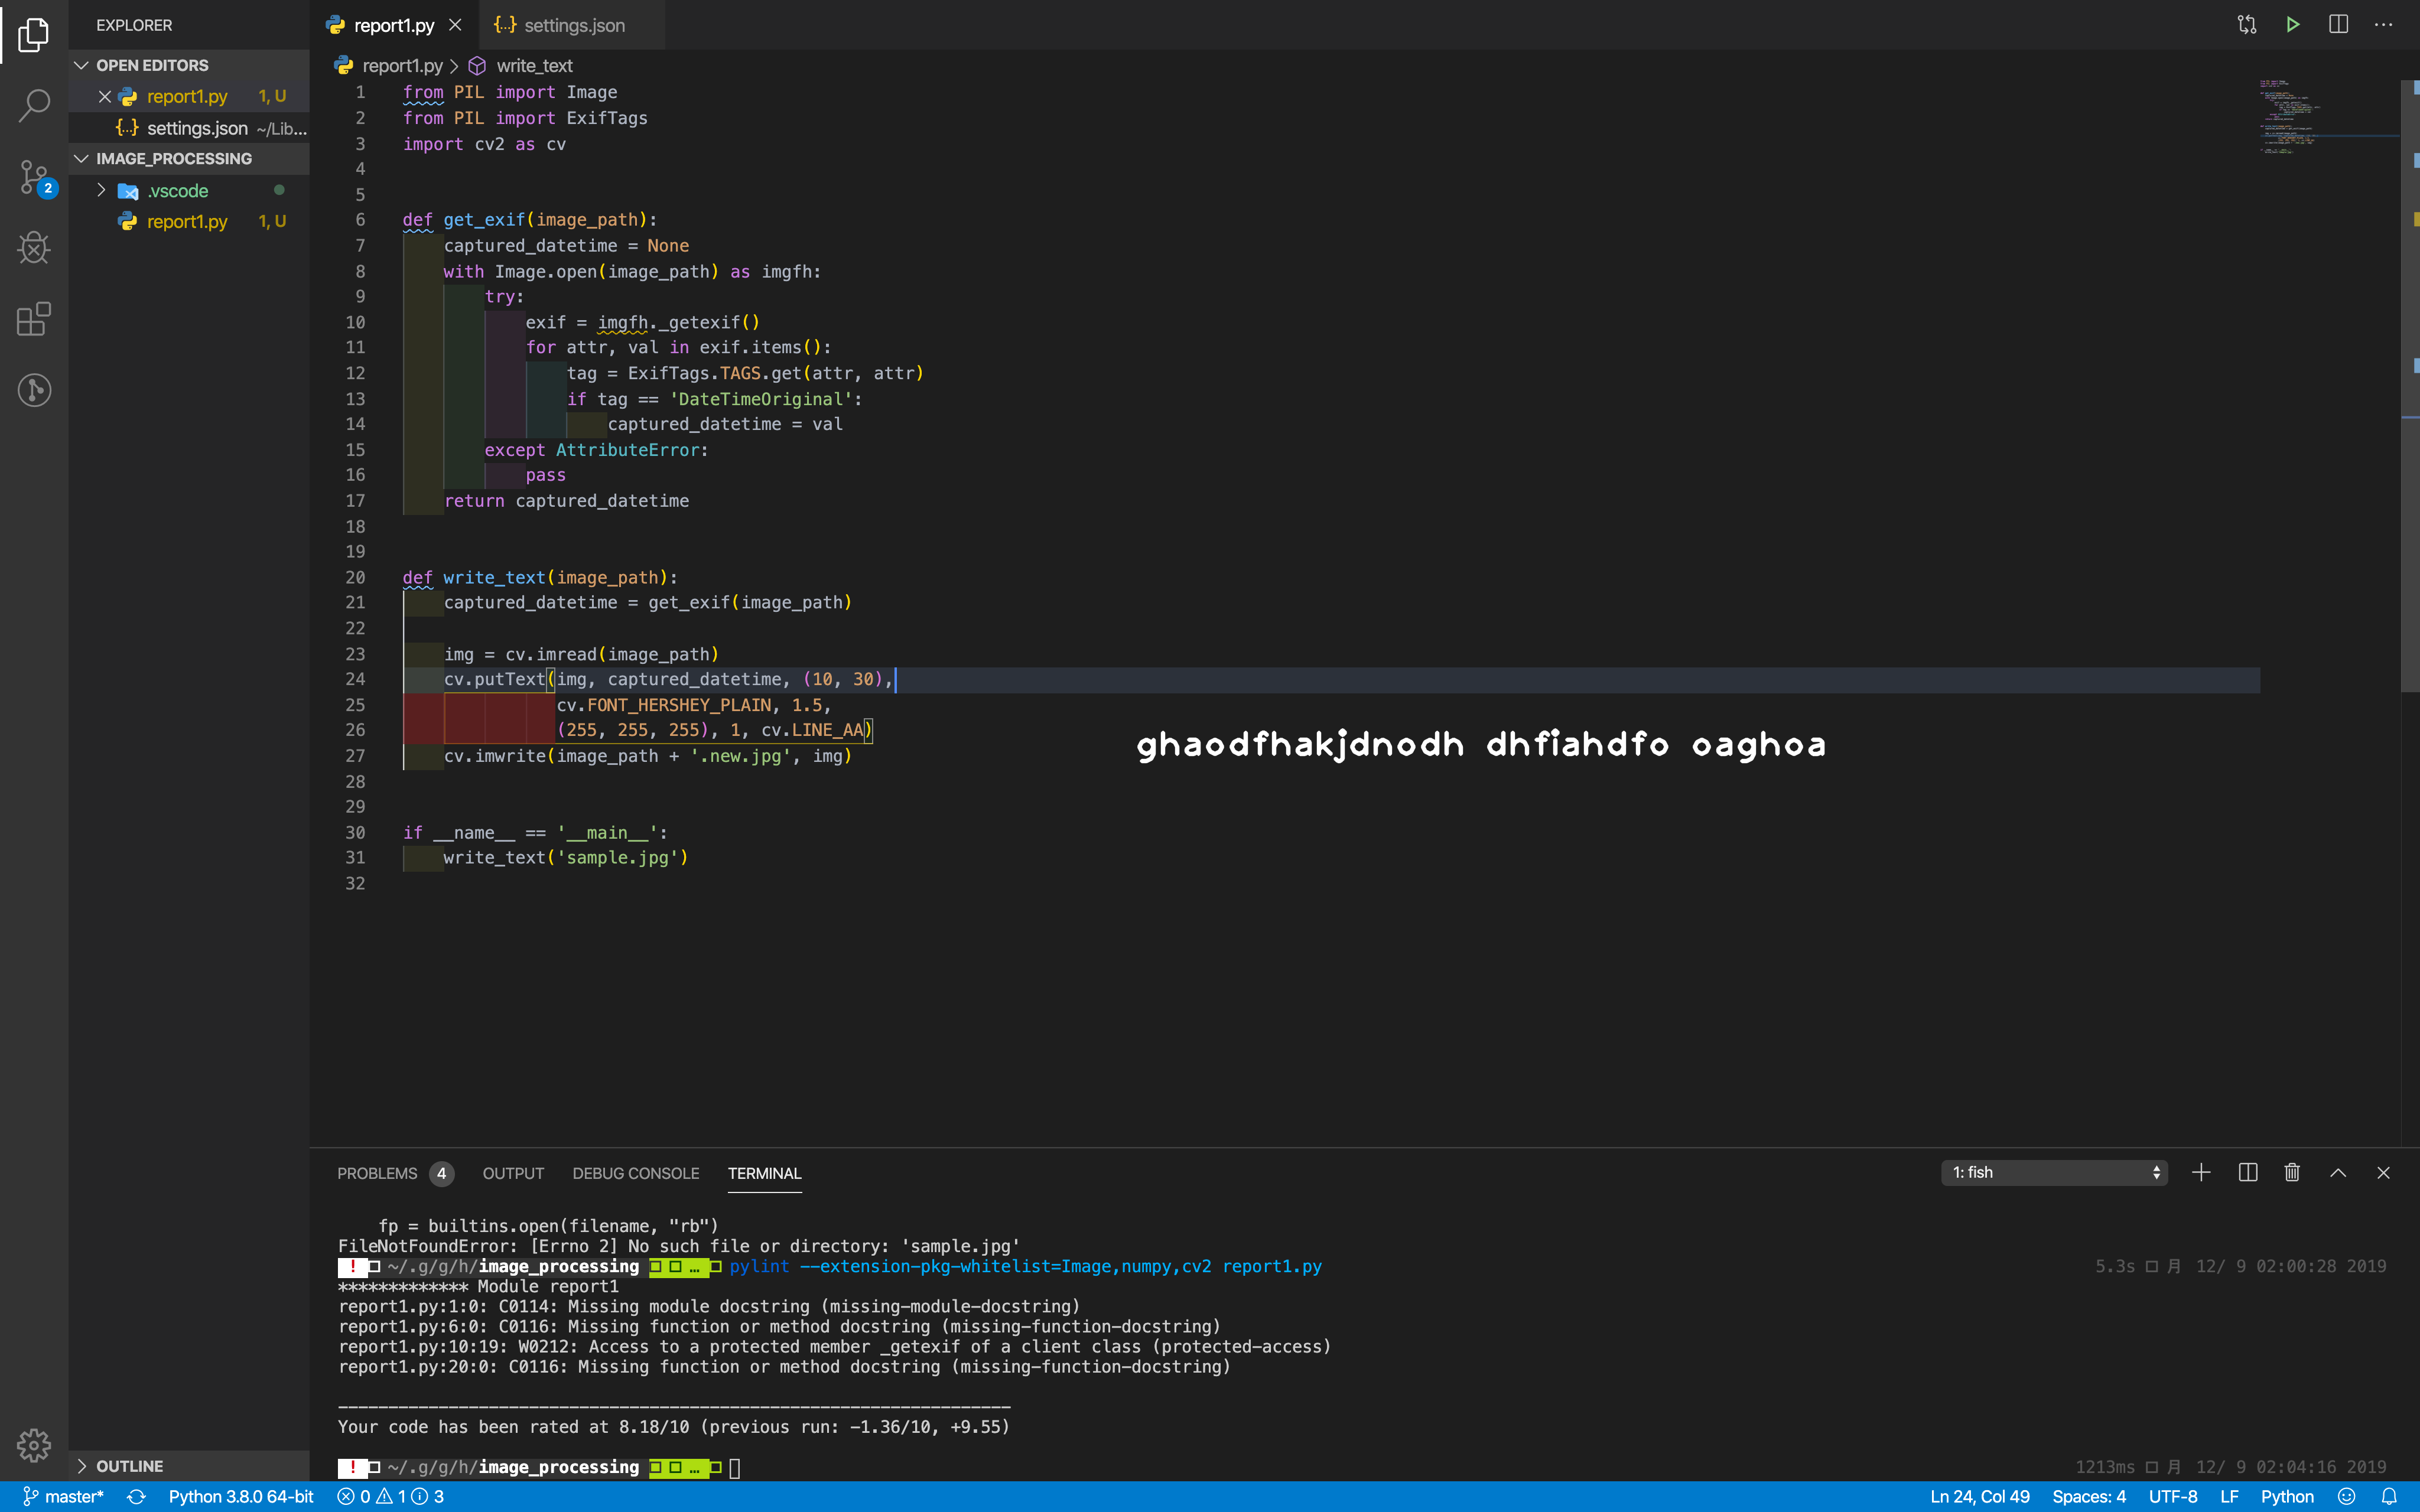 EXPLORER
OPEN EDITORS
report1.py 1, U
settings.json ~/Lib...
IMAGE_PROCESSING
.vscode
report1.py 1, U
OUTLINE
report1.py
settings.json
report1.py > write_text
1 from PIL import Image
2 from PIL import ExifTags
3 import cv2 as cv
4
5
6 def get_exif(image_path):
7     captured_datetime = None
8     with Image.open(image_path) as imgfh:
9         try:
10             exif = imgfh._getexif()
11             for attr, val in exif.items():
12                 tag = ExifTags.TAGS.get(attr, attr)
13                 if tag == 'DateTimeOriginal':
14                     captured_datetime = val
15         except AttributeError:
16             pass
17     return captured_datetime
18
19
20 def write_text(image_path):
21     captured_datetime = get_exif(image_path)
22
23     img = cv.imread(image_path)
24     cv.putText(img, captured_datetime, (10, 30),
25                cv.FONT_HERSHEY_PLAIN, 1.5,
26                (255, 255, 255), 1, cv.LINE_AA)
27     cv.imwrite(image_path + '.new.jpg', img)
28
29
30 if __name__ == '__main__':
31     write_text('sample.jpg')
32
ghaodfhakjdnodh dhfiahdfo oaghoa
PROBLEMS 4 OUTPUT DEBUG CONSOLE TERMINAL 1: fish
    fp = builtins.open(filename, "rb")
FileNotFoundError: [Errno 2] No such file or directory: 'sample.jpg'
! ~/.g/g/h/image_processing … pylint --extension-pkg-whitelist=Image,numpy,cv2 report1.py 5.3s 月 12/ 9 02:00:28 2019
************* Module report1
report1.py:1:0: C0114: Missing module docstring (missing-module-docstring)
report1.py:6:0: C0116: Missing function or method docstring (missing-function-docstring)
report1.py:10:19: W0212: Access to a protected member _getexif of a client class (protected-access)
report1.py:20:0: C0116: Missing function or method docstring (missing-function-docstring)
------------------------------------------------------------------
Your code has been rated at 8.18/10 (previous run: -1.36/10, +9.55)
! ~/.g/g/h/image_processing … 1213ms 月 12/ 9 02:04:16 2019
2
master* Python 3.8.0 64-bit 0 1 3 Ln 24, Col 49 Spaces: 4 UTF-8 LF Python